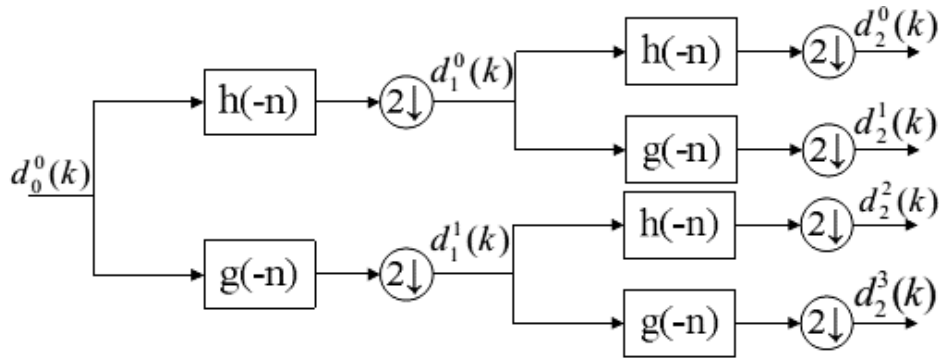 h(-n) 2↓ d_2^0(k)
h(-n) 2↓ d_1^0(k)
g(-n) 2↓ d_2^1(k)
d_0^0(k)
h(-n) 2↓ d_2^2(k)
g(-n) 2↓ d_1^1(k)
g(-n) 2↓ d_2^3(k)